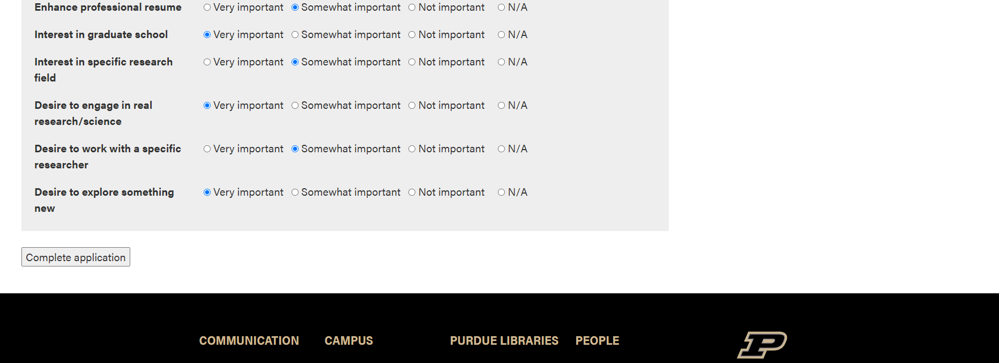 Enhance professional resume Very important Somewhat important Not important N/A
Interest in graduate school Very important Somewhat important Not important N/A
Interest in specific research Very important Somewhat important Not important N/A
field
Desire to engage in real Very important Somewhat important Not important N/A
research/science
Desire to work with a specific Very important Somewhat important Not important N/A
researcher
Desire to explore something Very important Somewhat important Not important N/A
new
Complete application
COMMUNICATION CAMPUS PURDUE LIBRARIES PEOPLE P